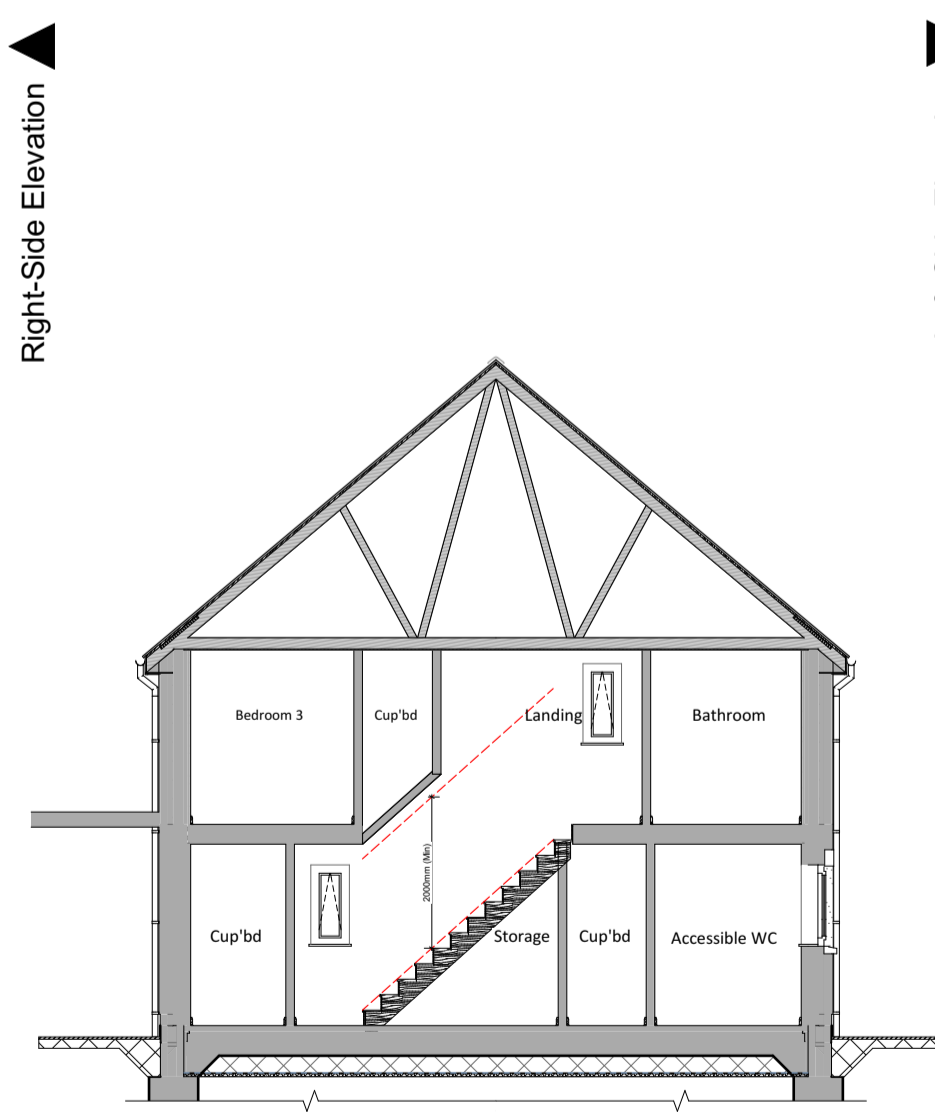 Right-Side Elevation
Bedroom 3
Cup'bd
Landing
Bathroom
2000mm (Min)
Cup'bd
Storage
Cup'bd
Accessible WC